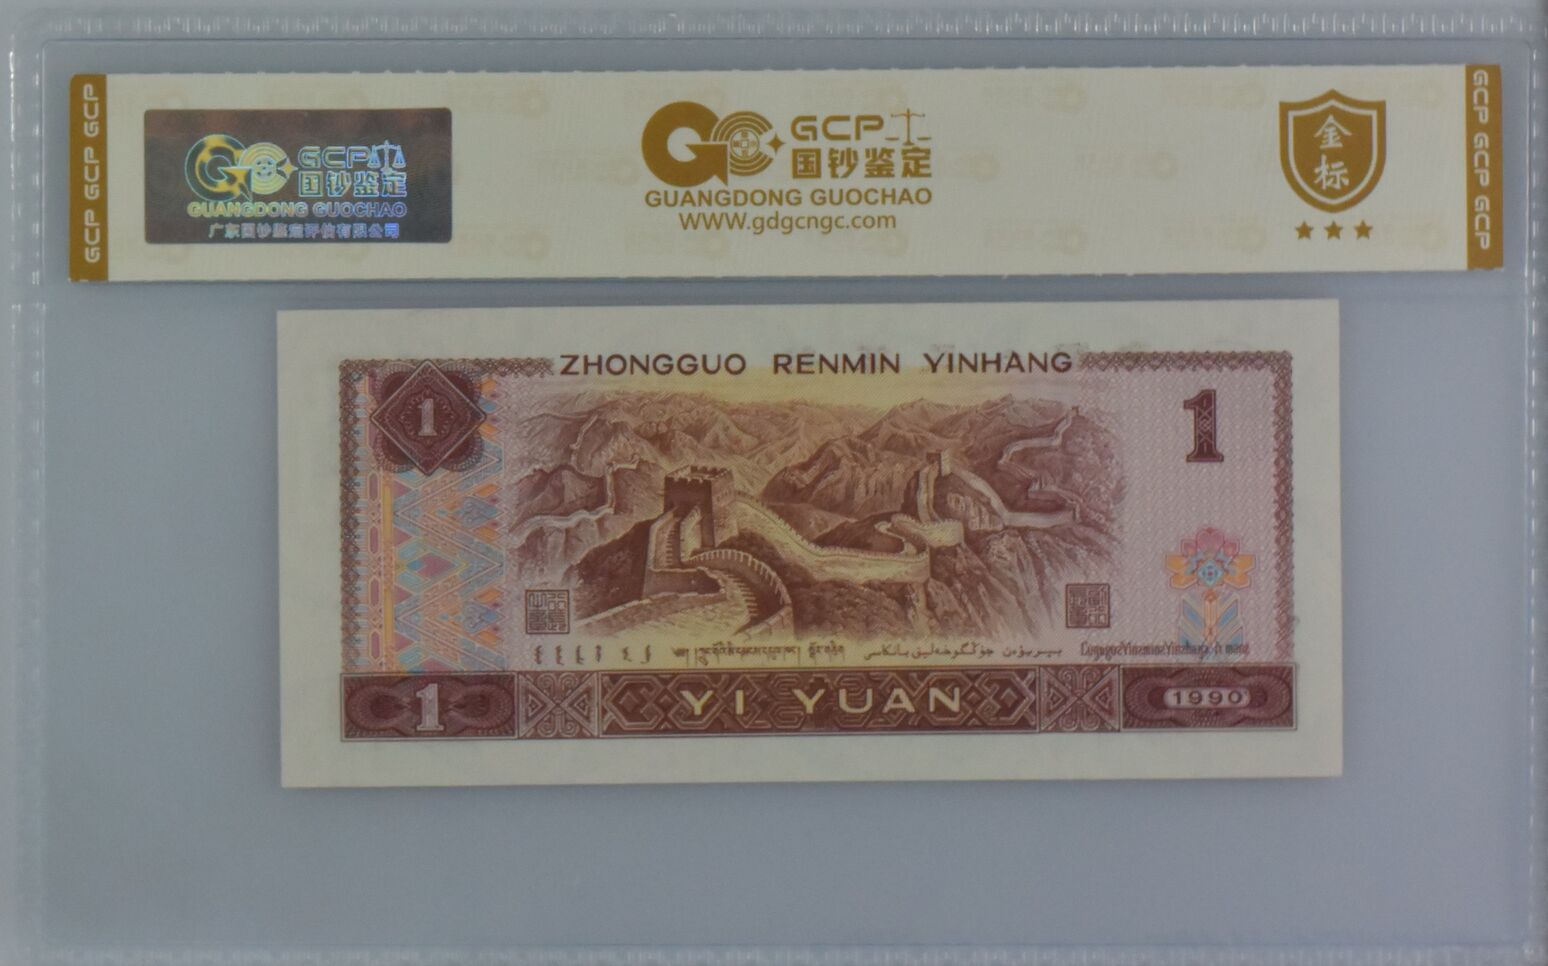 GCP GCP GCP
GCP
国钞鉴定
GUANGDONG GUOCHAO
广东国钞鉴定评估有限公司
GCP
国钞鉴定
GUANGDONG GUOCHAO
WWW.gdgcngc.com
金
标
GCP GCP GCP
ZHONGGUO RENMIN YINHANG
1
1
1
YI YUAN
1990